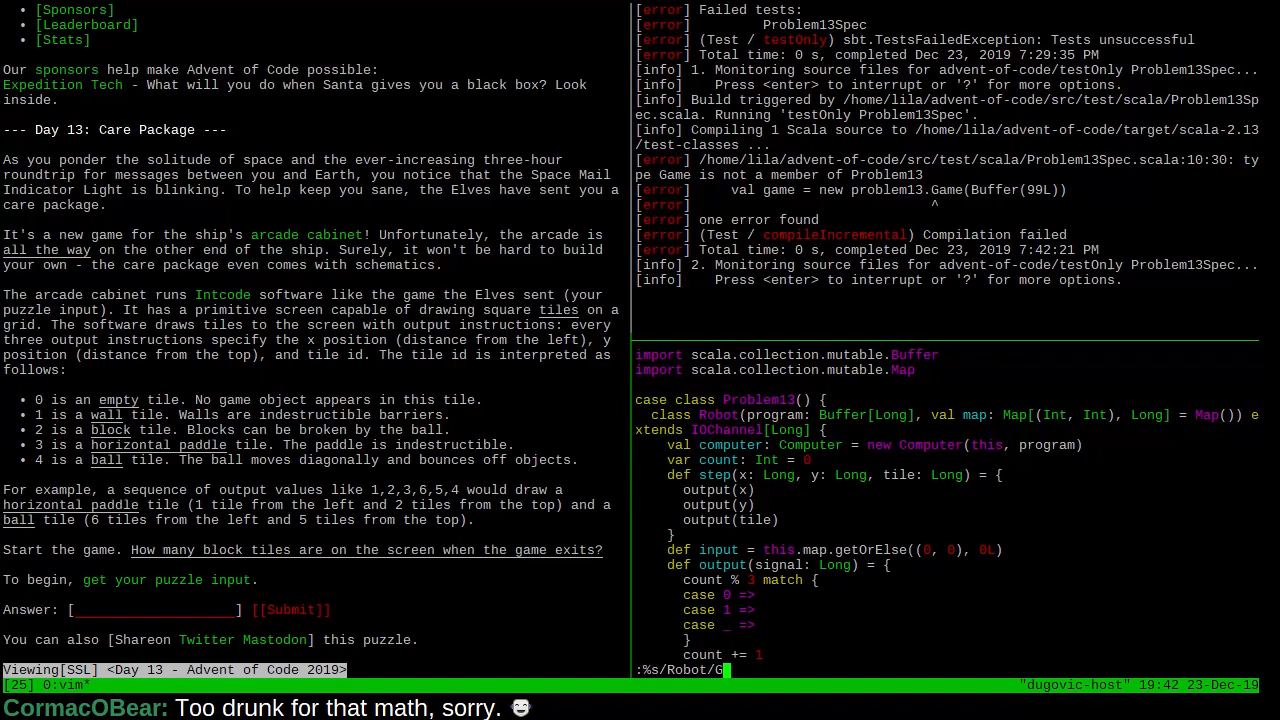 • [Sponsors]
• [Leaderboard]
• [Stats]
Our sponsors help make Advent of Code possible:
Expedition Tech - What will you do when Santa gives you a black box? Look
inside.
--- Day 13: Care Package ---
As you ponder the solitude of space and the ever-increasing three-hour
roundtrip for messages between you and Earth, you notice that the Space Mail
Indicator Light is blinking. To help keep you sane, the Elves have sent you a
care package.
It's a new game for the ship's arcade cabinet! Unfortunately, the arcade is
all the way on the other end of the ship. Surely, it won't be hard to build
your own - the care package even comes with schematics.
The arcade cabinet runs Intcode software like the game the Elves sent (your
puzzle input). It has a primitive screen capable of drawing square tiles on a
grid. The software draws tiles to the screen with output instructions: every
three output instructions specify the x position (distance from the left), y
position (distance from the top), and tile id. The tile id is interpreted as
follows:
• 0 is an empty tile. No game object appears in this tile.
• 1 is a wall tile. Walls are indestructible barriers.
• 2 is a block tile. Blocks can be broken by the ball.
• 3 is a horizontal paddle tile. The paddle is indestructible.
• 4 is a ball tile. The ball moves diagonally and bounces off objects.
For example, a sequence of output values like 1,2,3,6,5,4 would draw a
horizontal paddle tile (1 tile from the left and 2 tiles from the top) and a
ball tile (6 tiles from the left and 5 tiles from the top).
Start the game. How many block tiles are on the screen when the game exits?
To begin, get your puzzle input.
Answer: [_____________________] [[Submit]]
You can also [Shareon Twitter Mastodon] this puzzle.
Viewing[SSL] <Day 13 - Advent of Code 2019>
[error] Failed tests:
[error]         Problem13Spec
[error] (Test / testOnly) sbt.TestsFailedException: Tests unsuccessful
[error] Total time: 0 s, completed Dec 23, 2019 7:29:35 PM
[info] 1. Monitoring source files for advent-of-code/testOnly Problem13Spec...
[info]    Press <enter> to interrupt or '?' for more options.
[info] Build triggered by /home/lila/advent-of-code/src/test/scala/Problem13Sp
ec.scala. Running 'testOnly Problem13Spec'.
[info] Compiling 1 Scala source to /home/lila/advent-of-code/target/scala-2.13
/test-classes ...
[error] /home/lila/advent-of-code/src/test/scala/Problem13Spec.scala:10:30: ty
pe Game is not a member of Problem13
[error]     val game = new problem13.Game(Buffer(99L))
[error]                              ^
[error] one error found
[error] (Test / compileIncremental) Compilation failed
[error] Total time: 0 s, completed Dec 23, 2019 7:42:21 PM
[info] 2. Monitoring source files for advent-of-code/testOnly Problem13Spec...
[info]    Press <enter> to interrupt or '?' for more options.
import scala.collection.mutable.Buffer
import scala.collection.mutable.Map
case class Problem13() {
  class Robot(program: Buffer[Long], val map: Map[(Int, Int), Long] = Map()) e
xtends IOChannel[Long] {
    val computer: Computer = new Computer(this, program)
    var count: Int = 0
    def step(x: Long, y: Long, tile: Long) = {
      output(x)
      output(y)
      output(tile)
    }
    def input = this.map.getOrElse((0, 0), 0L)
    def output(signal: Long) = {
      count % 3 match {
      case 0 =>
      case 1 =>
      case _ =>
      }
      count += 1
:%s/Robot/G
[25] 0:vim* "dugovic-host" 19:42 23-Dec-19
CormacOBear: Too drunk for that math, sorry. 😇